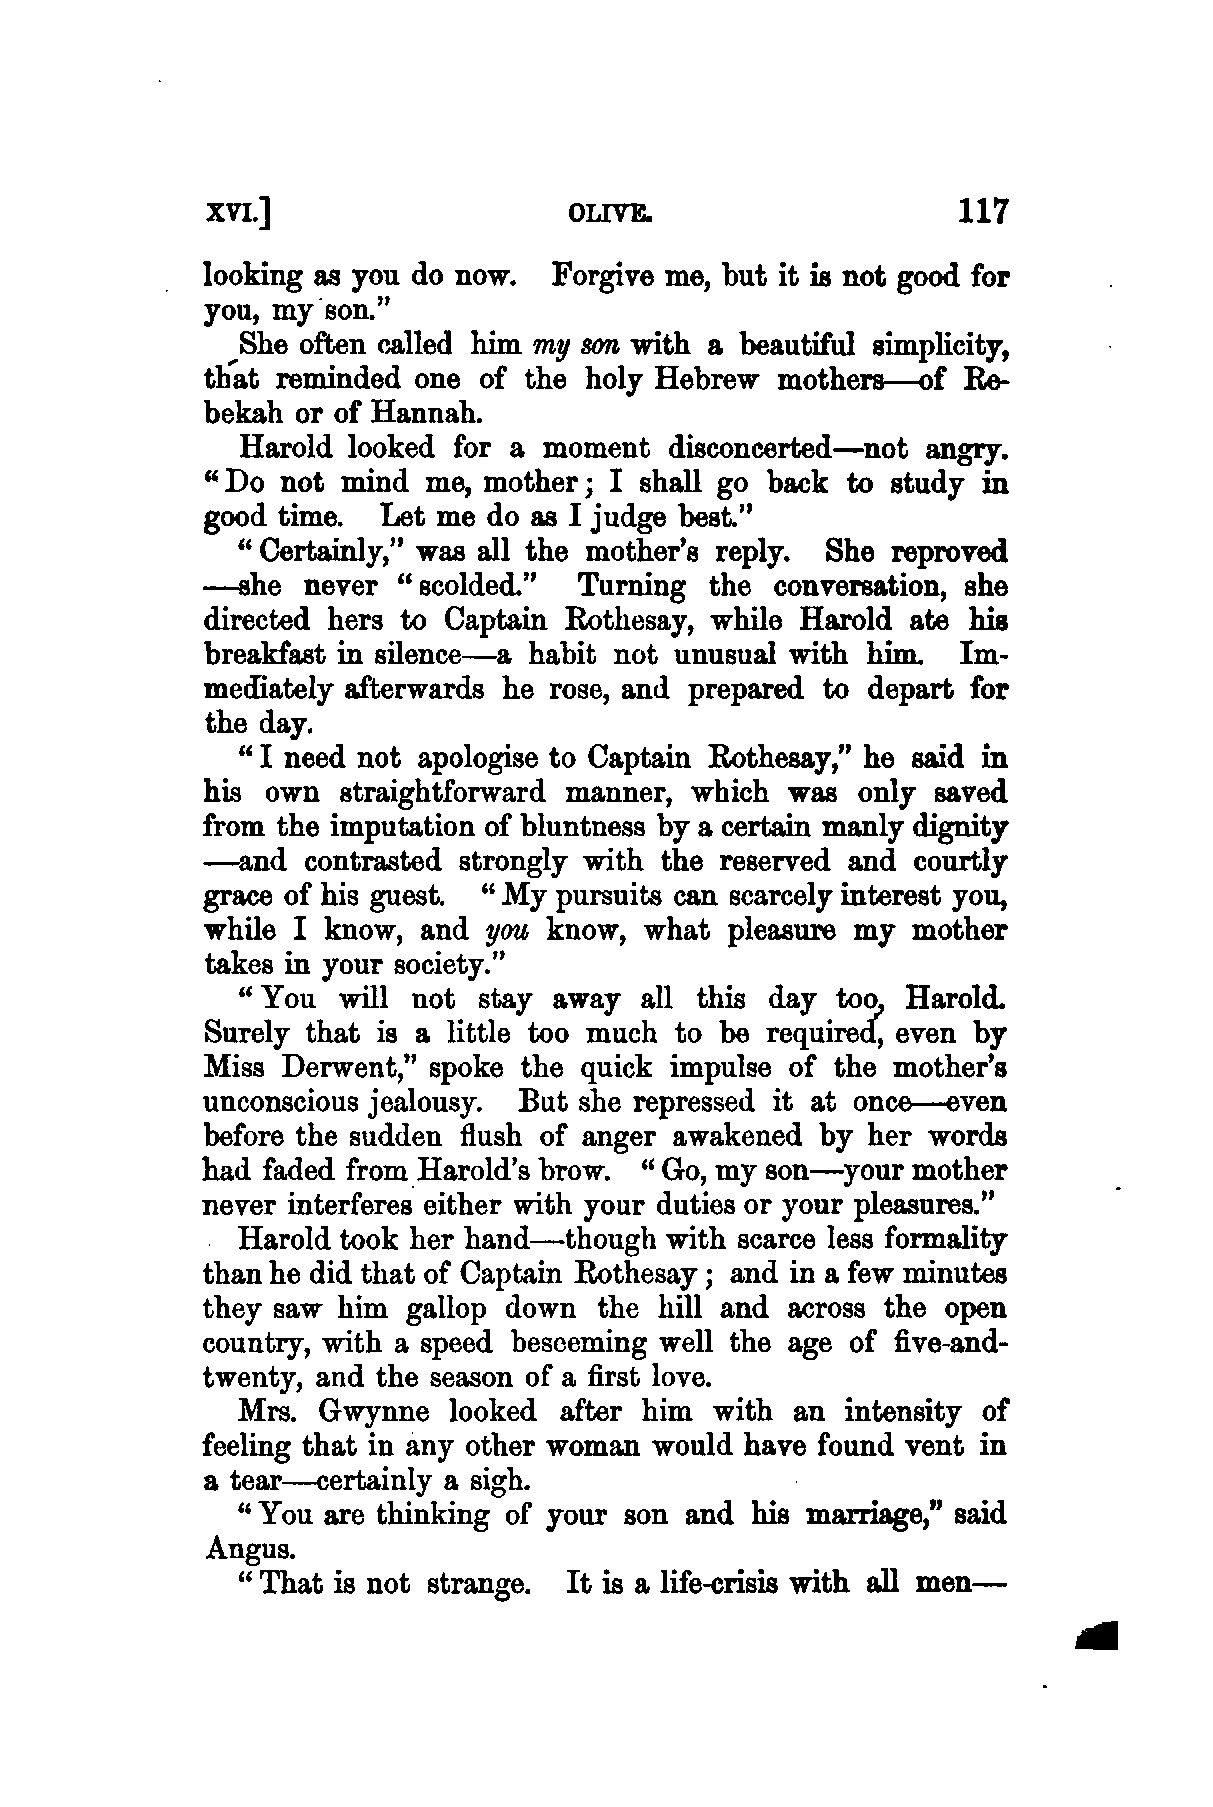 XVI.] OLIVE. 117
looking as you do now. Forgive me, but it is not good for
you, my son."
She often called him my son with a beautiful simplicity,
that reminded one of the holy Hebrew mothers—of Re-
bekah or of Hannah.
Harold looked for a moment disconcerted—not angry.
"Do not mind me, mother; I shall go back to study in
good time. Let me do as I judge best."
"Certainly," was all the mother's reply. She reproved
—she never "scolded." Turning the conversation, she
directed hers to Captain Rothesay, while Harold ate his
breakfast in silence—a habit not unusual with him. Im-
mediately afterwards he rose, and prepared to depart for
the day.
"I need not apologise to Captain Rothesay," he said in
his own straightforward manner, which was only saved
from the imputation of bluntness by a certain manly dignity
—and contrasted strongly with the reserved and courtly
grace of his guest. "My pursuits can scarcely interest you,
while I know, and you know, what pleasure my mother
takes in your society."
"You will not stay away all this day too, Harold.
Surely that is a little too much to be required, even by
Miss Derwent," spoke the quick impulse of the mother's
unconscious jealousy. But she repressed it at once—even
before the sudden flush of anger awakened by her words
had faded from Harold's brow. "Go, my son—your mother
never interferes either with your duties or your pleasures."
Harold took her hand—though with scarce less formality
than he did that of Captain Rothesay; and in a few minutes
they saw him gallop down the hill and across the open
country, with a speed beseeming well the age of five-and-
twenty, and the season of a first love.
Mrs. Gwynne looked after him with an intensity of
feeling that in any other woman would have found vent in
a tear—certainly a sigh.
"You are thinking of your son and his marriage," said
Angus.
"That is not strange. It is a life-crisis with all men—